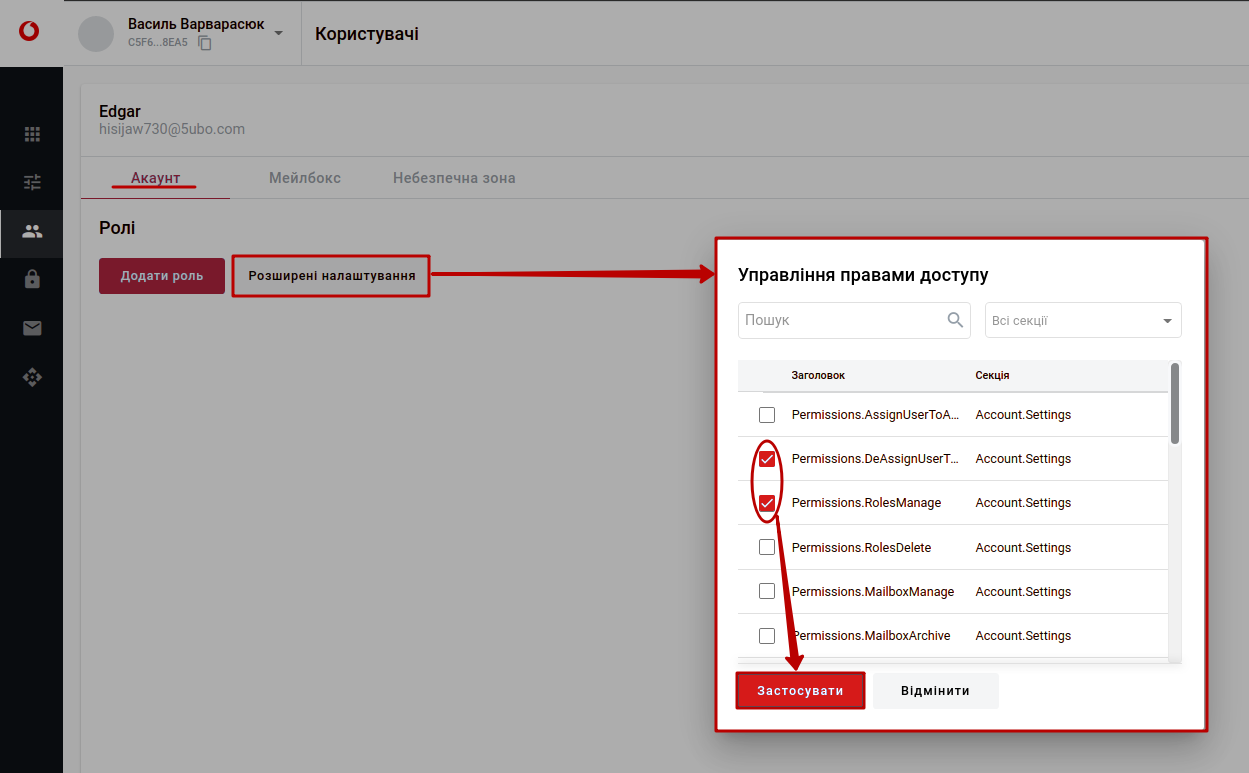 Василь Варварасюк
C5F6...8EA5
Користувачі
Edgar
hisijaw730@5ubo.com
Акаунт
Мейлбокс
Небезпечна зона
Ролі
Додати роль
Розширені налаштування
Управління правами доступу
Пошук
Всі секції
Заголовок Секція
Permissions.AssignUserToA... Account.Settings
Permissions.DeAssignUserT... Account.Settings
Permissions.RolesManage Account.Settings
Permissions.RolesDelete Account.Settings
Permissions.MailboxManage Account.Settings
Permissions.MailboxArchive Account.Settings
Застосувати
Відмінити